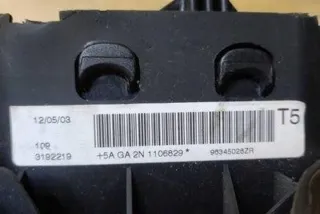 12/05/03
T5
109
3192219
+5A GA 2N 1106829 *
96345028ZR